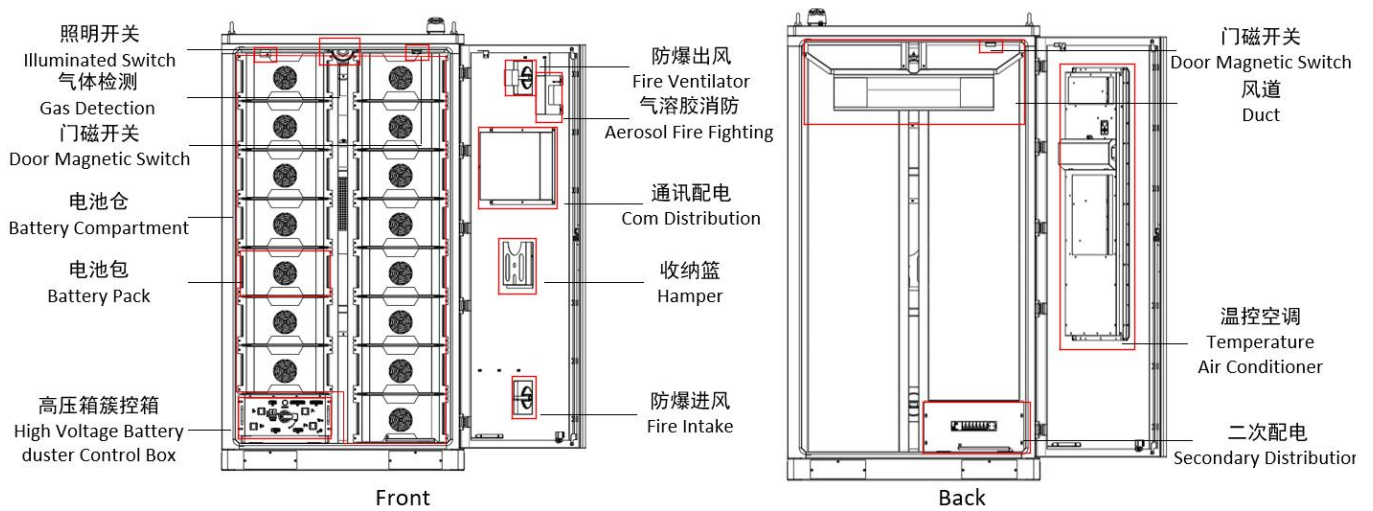 照明开关
Illuminated Switch
气体检测
Gas Detection
门磁开关
Door Magnetic Switch
电池仓
Battery Compartment
电池包
Battery Pack
高压箱簇控箱
High Voltage Battery
duster Control Box
防爆出风
Fire Ventilator
气溶胶消防
Aerosol Fire Fighting
通讯配电
Com Distribution
收纳篮
Hamper
防爆进风
Fire Intake
Front
门磁开关
Door Magnetic Switch
风道
Duct
温控空调
Temperature
Air Conditioner
二次配电
Secondary Distribution
Back